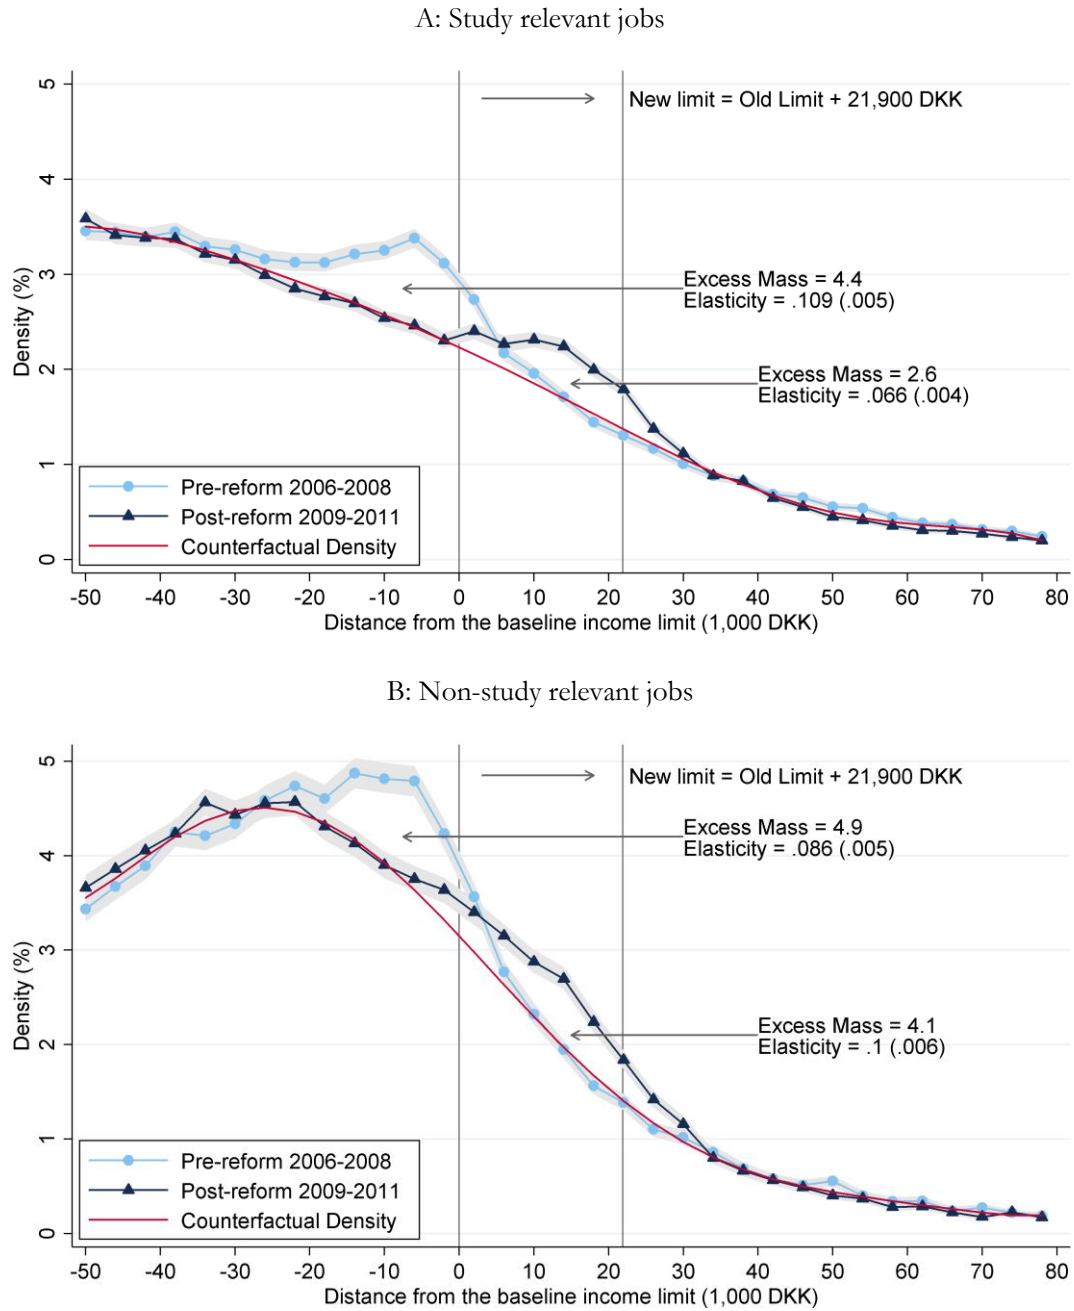 A: Study relevant jobs
5
4
3
2
1
0
Density (%)
New limit = Old Limit + 21,900 DKK
Excess Mass = 4.4
Elasticity = .109 (.005)
Excess Mass = 2.6
Elasticity = .066 (.004)
Pre-reform 2006-2008
Post-reform 2009-2011
Counterfactual Density
-50 -40 -30 -20 -10 0 10 20 30 40 50 60 70 80
Distance from the baseline income limit (1,000 DKK)
B: Non-study relevant jobs
5
4
3
2
1
0
Density (%)
New limit = Old Limit + 21,900 DKK
Excess Mass = 4.9
Elasticity = .086 (.005)
Excess Mass = 4.1
Elasticity = .1 (.006)
Pre-reform 2006-2008
Post-reform 2009-2011
Counterfactual Density
-50 -40 -30 -20 -10 0 10 20 30 40 50 60 70 80
Distance from the baseline income limit (1,000 DKK)